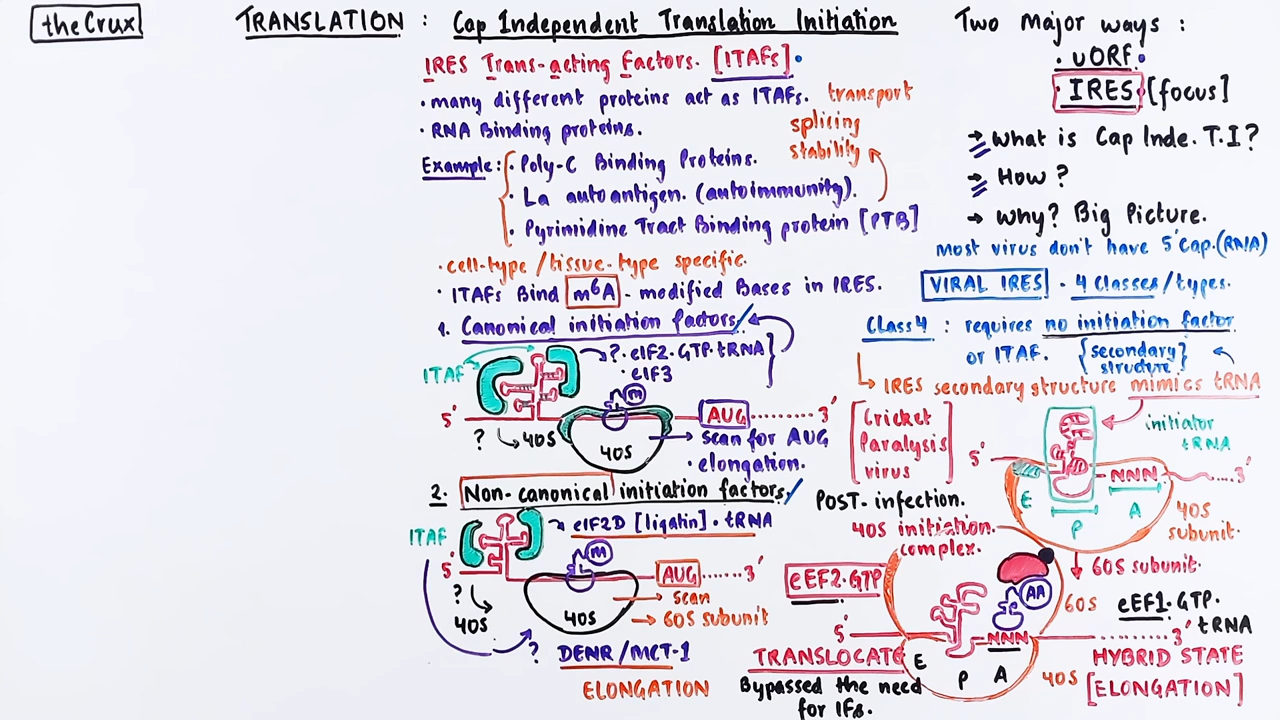 theCrux
TRANSLATION : Cap Independent Translation Initiation
IRES Trans-acting Factors. [ITAFs].
• many different proteins act as ITAFs.
transport
splicing
stability
• RNA Binding proteins.
Example: • Poly-C Binding Proteins.
• La autoantigen. (autoimmunity).
• Pyrimidine Tract Binding protein [PTB]
• cell-type/tissue-type specific.
• ITAFs Bind m6A - modified Bases in IRES.
1. Canonical initiation factors/
ITAF
?• eIF2•GTP•tRNA
• eIF3
5'
AUG
3'
?
40S
40S
M
scan for AUG
• elongation.
2. Non-canonical initiation factors/
ITAF
eIF2D [ligatin]• tRNA
M
5'
AUG
3'
?
40S
40S
scan
60S subunit
? DENR/MCT-1
ELONGATION
Two major ways :
• uORF.
• IRES [focus]
→ what is Cap Inde. T.I?
→ How ?
→ why? Big Picture.
most virus don't have 5' Cap.(RNA)
VIRAL IRES • 4 Classes/types.
Class 4 : requires no initiation factor
or ITAF. {secondary
structure}
IRES secondary structure mimics tRNA
[Cricket
Paralysis
virus]
initiator
tRNA
5'
NNN
3'
E
P
A
40S
subunit.
POST-infection.
40S initiation
complex.
60S subunit.
eEF2•GTP
AA
60S
eEF1•GTP•
tRNA
5'
NNN
3'
TRANSLOCATE
E
P
A
40S
HYBRID STATE
[ELONGATION]
Bypassed the need
for IFs.